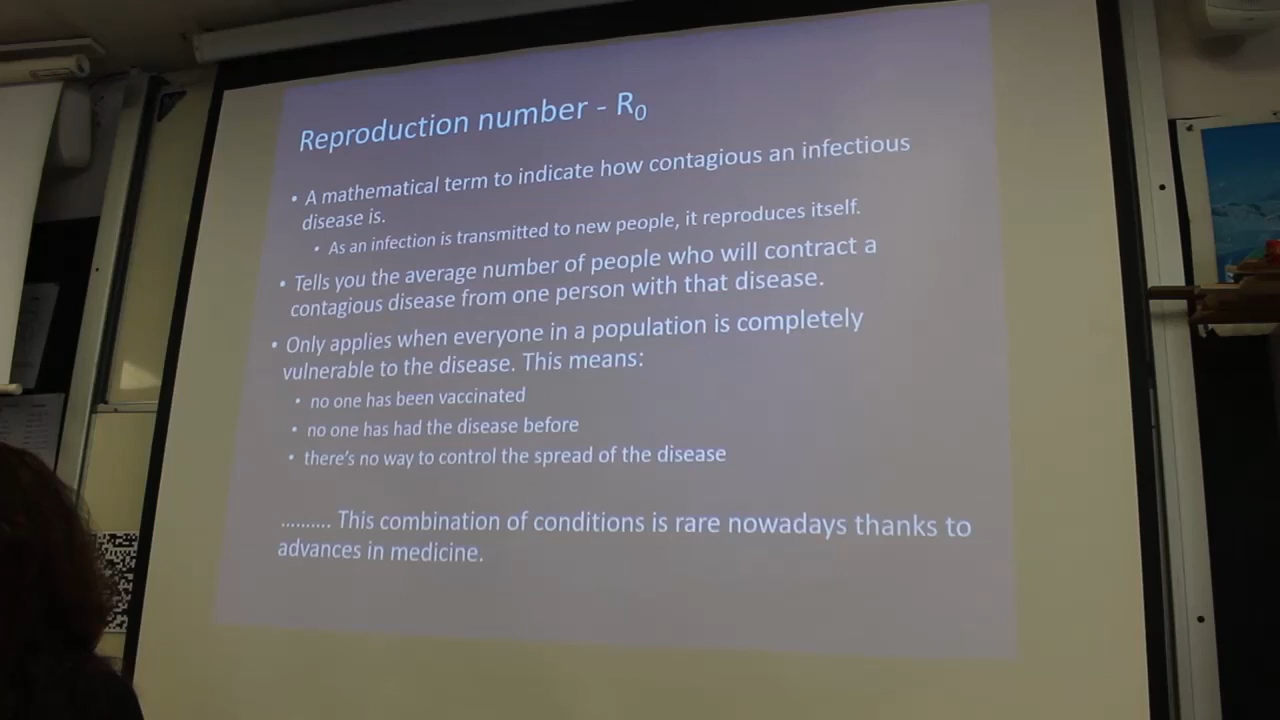 Reproduction number - R0
• A mathematical term to indicate how contagious an infectious
disease is.
• As an infection is transmitted to new people, it reproduces itself.
• Tells you the average number of people who will contract a
contagious disease from one person with that disease.
• Only applies when everyone in a population is completely
vulnerable to the disease. This means:
• no one has been vaccinated
• no one has had the disease before
• there's no way to control the spread of the disease
.......... This combination of conditions is rare nowadays thanks to
advances in medicine.